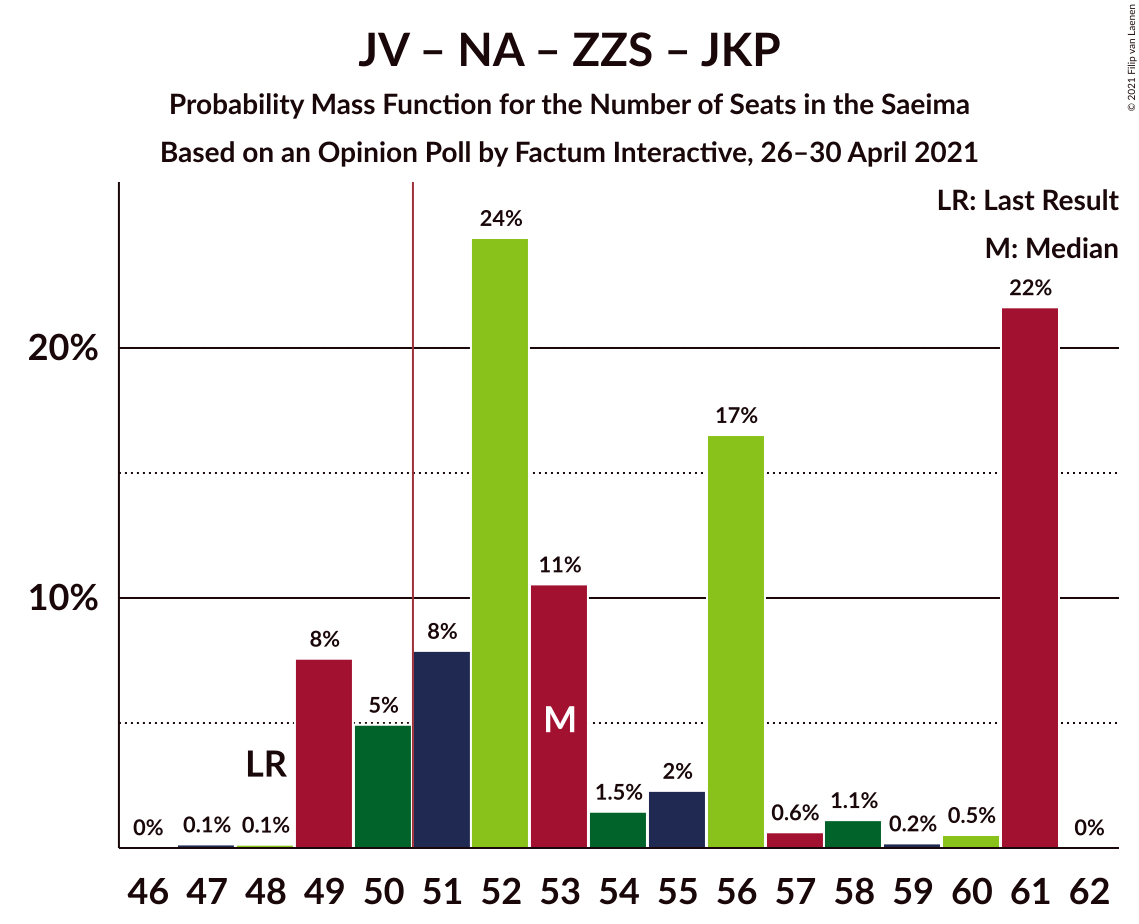 JV – NA – ZZS – JKP
Probability Mass Function for the Number of Seats in the Saeima
Based on an Opinion Poll by Factum Interactive, 26–30 April 2021
© 2021 Filip van Laenen
LR: Last Result
M: Median
20%
10%
0%
0.1%
0.1%
8%
5%
8%
24%
11%
1.5%
2%
17%
0.6%
1.1%
0.2%
0.5%
22%
0%
LR
M
46 47 48 49 50 51 52 53 54 55 56 57 58 59 60 61 62